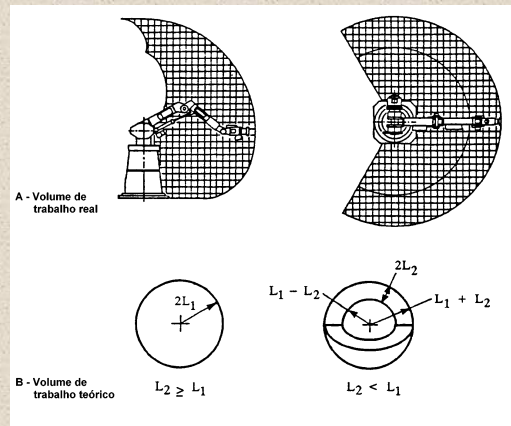 A - Volume de
trabalho real
2L₁
L₁ − L₂
2L₂
L₁ + L₂
B - Volume de
trabalho teórico
L₂ ≥ L₁
L₂ < L₁